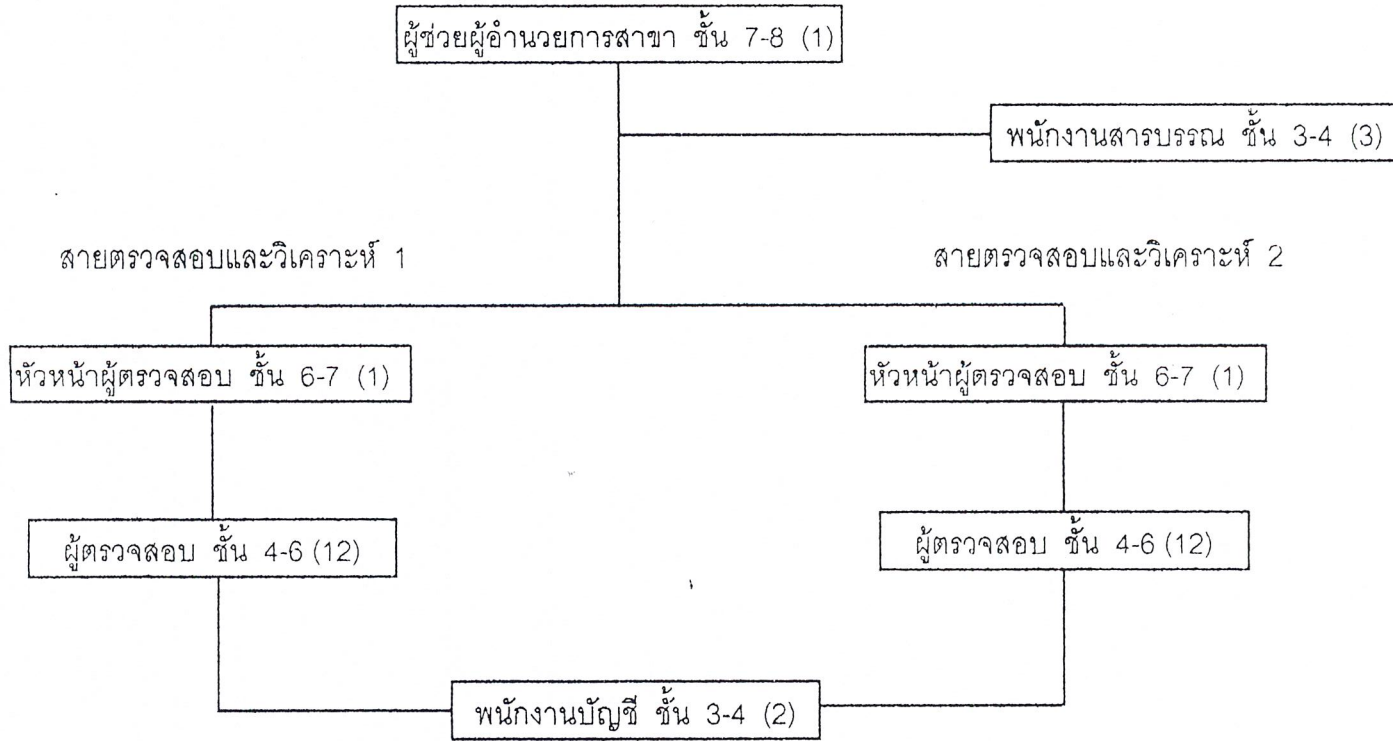 ผู้ช่วยผู้อำนวยการสาขา ชั้น 7-8 (1)
พนักงานสารบรรณ ชั้น 3-4 (3)
สายตรวจสอบและวิเคราะห์ 1
สายตรวจสอบและวิเคราะห์ 2
หัวหน้าผู้ตรวจสอบ ชั้น 6-7 (1)
หัวหน้าผู้ตรวจสอบ ชั้น 6-7 (1)
ผู้ตรวจสอบ ชั้น 4-6 (12)
ผู้ตรวจสอบ ชั้น 4-6 (12)
พนักงานบัญชี ชั้น 3-4 (2)